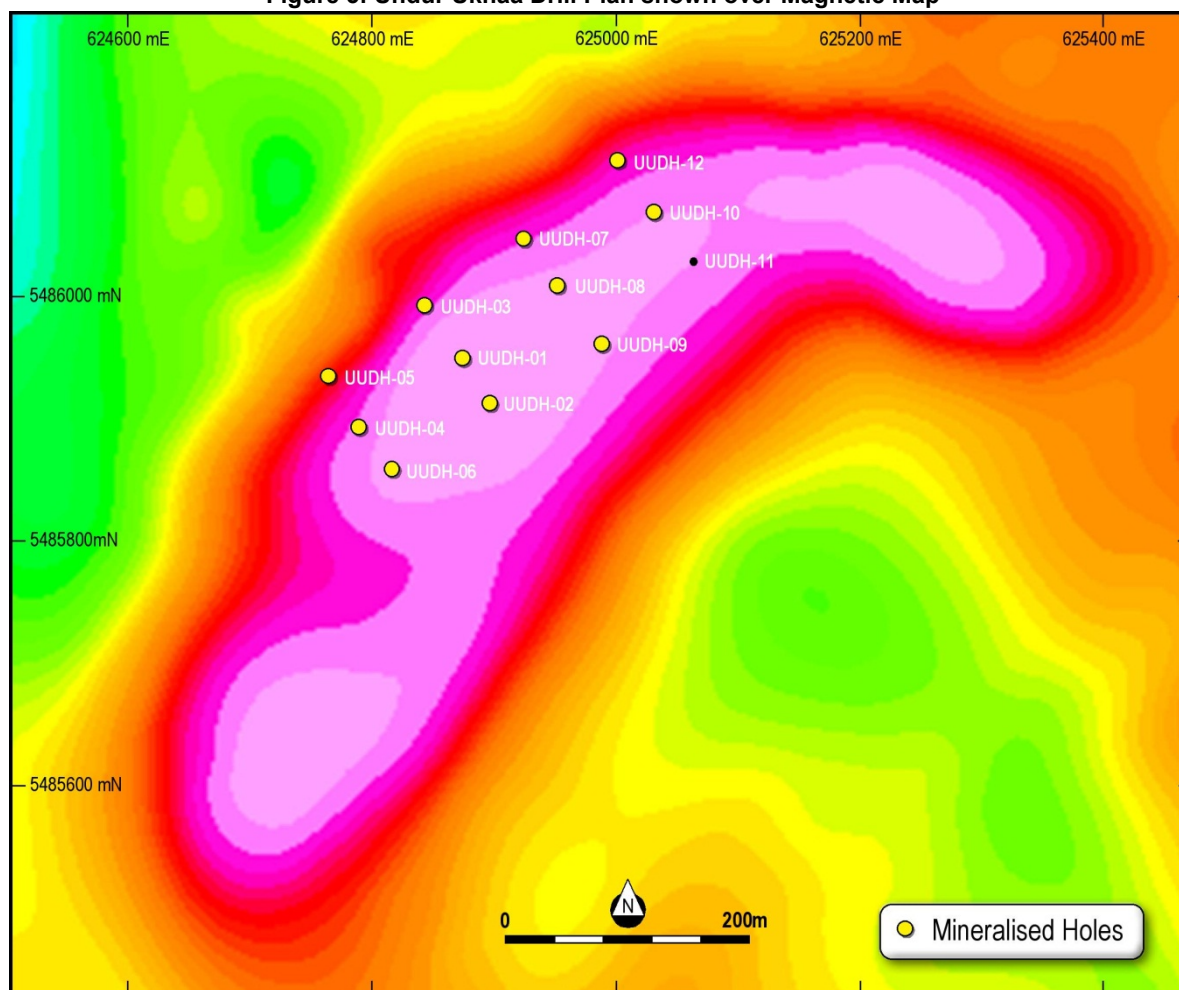 Figure 3: Undur Ukhaa Drill Plan shown over Magnetic Map
624600 mE
624800 mE
625000 mE
625200 mE
625400 mE
UUDH-12
UUDH-10
UUDH-07
UUDH-11
UUDH-08
5486000 mN
UUDH-03
UUDH-09
UUDH-01
UUDH-05
UUDH-02
UUDH-04
UUDH-06
5485800mN
5485600 mN
N
0
200m
Mineralised Holes